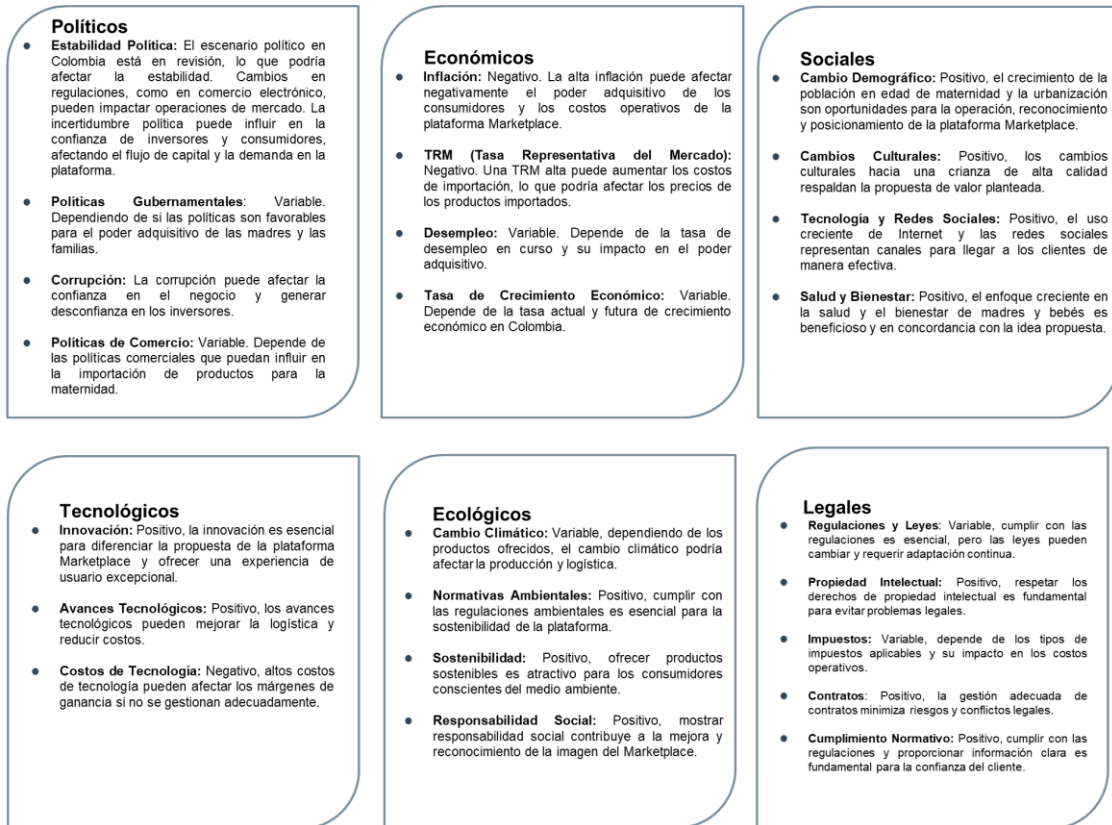 Políticos
● Estabilidad Política: El escenario político en
Colombia está en revisión, lo que podría
afectar la estabilidad. Cambios en
regulaciones, como en comercio electrónico,
pueden impactar operaciones de mercado. La
incertidumbre política puede influir en la
confianza de inversores y consumidores,
afectando el flujo de capital y la demanda en la
plataforma.
● Políticas Gubernamentales: Variable.
Dependiendo de si las políticas son favorables
para el poder adquisitivo de las madres y las
familias.
● Corrupción: La corrupción puede afectar la
confianza en el negocio y generar
desconfianza en los inversores.
● Políticas de Comercio: Variable. Depende de
las políticas comerciales que puedan influir en
la importación de productos para la
maternidad.
Económicos
● Inflación: Negativo. La alta inflación puede afectar
negativamente el poder adquisitivo de los
consumidores y los costos operativos de la
plataforma Marketplace.
● TRM (Tasa Representativa del Mercado):
Negativo. Una TRM alta puede aumentar los costos
de importación, lo que podría afectar los precios de
los productos importados.
● Desempleo: Variable. Depende de la tasa de
desempleo en curso y su impacto en el poder
adquisitivo.
● Tasa de Crecimiento Económico: Variable.
Depende de la tasa actual y futura de crecimiento
económico en Colombia.
Sociales
● Cambio Demográfico: Positivo, el crecimiento de la
población en edad de maternidad y la urbanización
son oportunidades para la operación, reconocimiento
y posicionamiento de la plataforma Marketplace.
● Cambios Culturales: Positivo, los cambios
culturales hacia una crianza de alta calidad
respaldan la propuesta de valor planteada.
● Tecnología y Redes Sociales: Positivo, el uso
creciente de Internet y las redes sociales
representan canales para llegar a los clientes de
manera efectiva.
● Salud y Bienestar: Positivo, el enfoque creciente en
la salud y el bienestar de madres y bebés es
beneficioso y en concordancia con la idea propuesta.
Tecnológicos
● Innovación: Positivo, la innovación es esencial
para diferenciar la propuesta de la plataforma
Marketplace y ofrecer una experiencia de
usuario excepcional.
● Avances Tecnológicos: Positivo, los avances
tecnológicos pueden mejorar la logística y
reducir costos.
● Costos de Tecnología: Negativo, altos costos
de tecnología pueden afectar los márgenes de
ganancia si no se gestionan adecuadamente.
Ecológicos
● Cambio Climático: Variable, dependiendo de los
productos ofrecidos, el cambio climático podría
afectar la producción y logística.
● Normativas Ambientales: Positivo, cumplir con
las regulaciones ambientales es esencial para la
sostenibilidad de la plataforma.
● Sostenibilidad: Positivo, ofrecer productos
sostenibles es atractivo para los consumidores
conscientes del medio ambiente.
● Responsabilidad Social: Positivo, mostrar
responsabilidad social contribuye a la mejora y
reconocimiento de la imagen del Marketplace.
Legales
● Regulaciones y Leyes: Variable, cumplir con las
regulaciones es esencial, pero las leyes pueden
cambiar y requerir adaptación continua.
● Propiedad Intelectual: Positivo, respetar los
derechos de propiedad intelectual es fundamental
para evitar problemas legales.
● Impuestos: Variable, depende de los tipos de
impuestos aplicables y su impacto en los costos
operativos.
● Contratos: Positivo, la gestión adecuada de
contratos minimiza riesgos y conflictos legales.
● Cumplimiento Normativo: Positivo, cumplir con las
regulaciones y proporcionar información clara es
fundamental para la confianza del cliente.